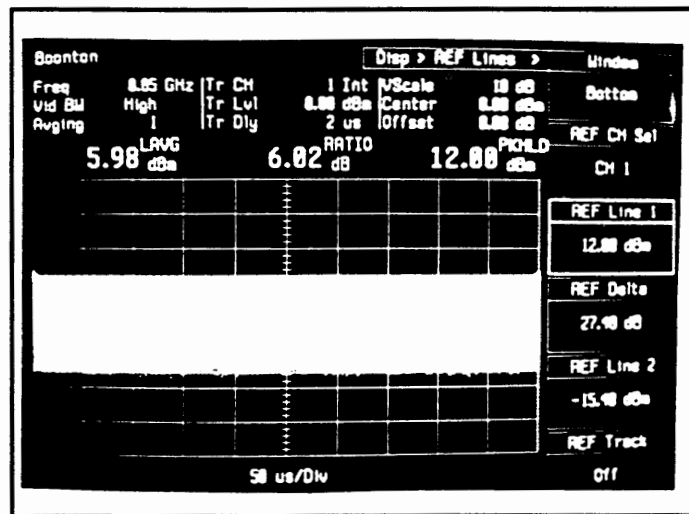 Boonton
Disp > REF Lines >
Window
Bottom
Freq 0.05 GHz Tr CH 1 Int VScale 10 dB
Vid BW High Tr Lvl 0.00 dBm Center 0.00 dBm
Avging 1 Tr Dly 2 us Offset 0.00 dB
LAVG RATIO PKHLD
5.98 dBm 6.02 dB 12.00 dBm
REF CH Sel
CH 1
REF Line 1
12.00 dBm
REF Delta
27.40 dB
REF Line 2
-15.40 dBm
REF Track
Off
50 us/Div